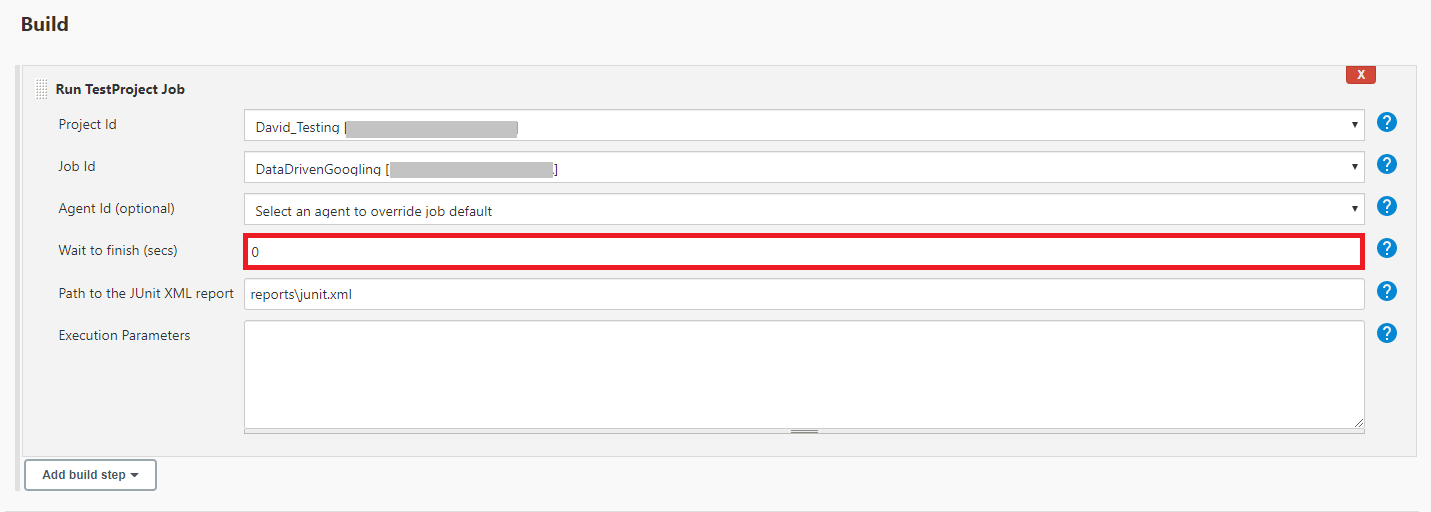 Build
Run TestProject Job
X
Project Id
David_Testing [ ]
?
Job Id
DataDrivenGoogling [ ]
?
Agent Id (optional)
Select an agent to override job default
?
Wait to finish (secs)
0
?
Path to the JUnit XML report
reports\junit.xml
?
Execution Parameters
?
Add build step